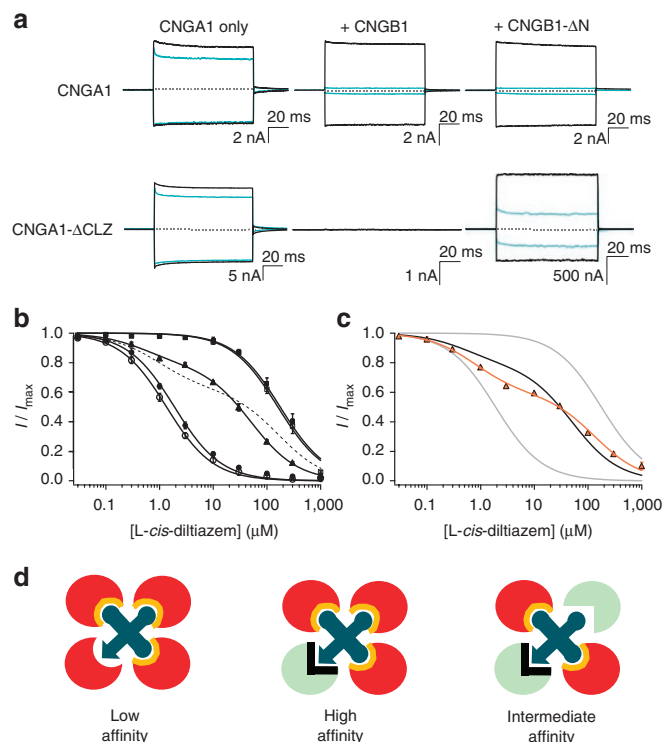 a
CNGA1 only
+ CNGB1
+ CNGB1-ΔN
CNGA1
20 ms
2 nA
20 ms
2 nA
20 ms
2 nA
CNGA1-ΔCLZ
20 ms
5 nA
20 ms
1 nA
20 ms
500 nA
b
1.0
0.8
0.6
0.4
0.2
0.0
I / Imax
0.1
1.0
10
100
1,000
[L-cis-diltiazem] (μM)
c
1.0
0.8
0.6
0.4
0.2
0.0
I / Imax
0.1
1.0
10
100
1,000
[L-cis-diltiazem] (μM)
d
Low
affinity
High
affinity
Intermediate
affinity